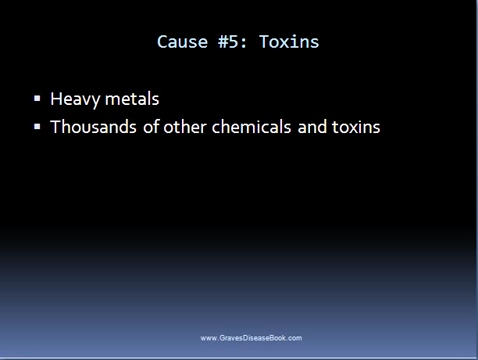 Cause #5: Toxins
Heavy metals
Thousands of other chemicals and toxins
www.GravesDiseaseBook.com